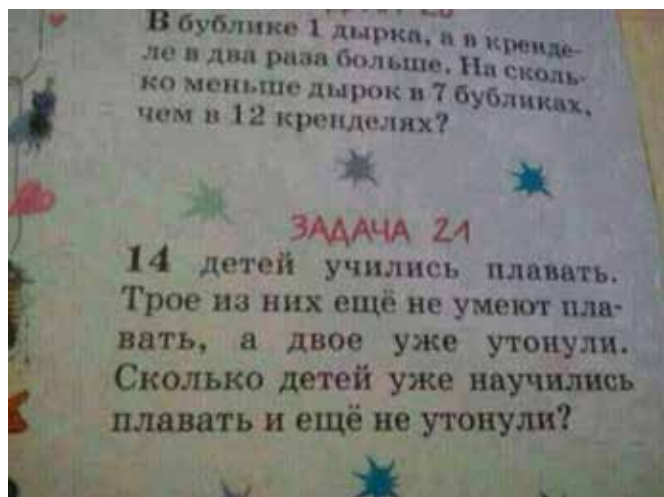 В бублике 1 дырка, а в кренде-
ле в два раза больше. На сколь-
ко меньше дырок в 7 бубликах,
чем в 12 кренделях?
ЗАДАЧА 21
14 детей учились плавать.
Трое из них ещё не умеют пла-
вать, а двое уже утонули.
Сколько детей уже научились
плавать и ещё не утонули?